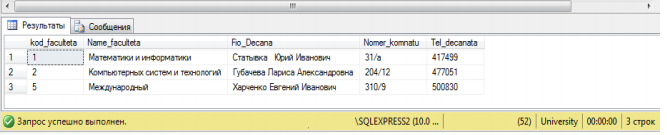 Результаты Сообщения
kod_faculteta Name_faculteta Fio_Decana Nomer_komnatu Tel_decanata
1 1 Математики и информатики Статывка Юрий Иванович 31/а 417499
2 2 Компьютерных систем и технологий Губачева Лариса Александровна 204/12 477051
3 5 Международный Харченко Евгений Иванович 310/9 500830
Запрос успешно выполнен. \SQLEXPRESS2 (10.0 ... (52) University 00:00:00 3 строк